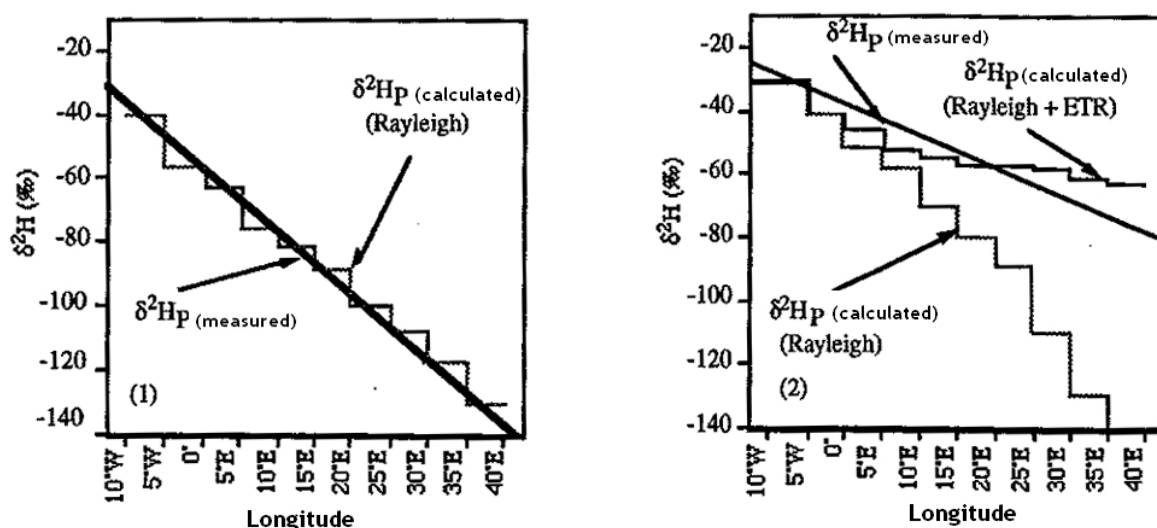 -20
-40
-60
-80
-100
-120
-140
δ²H (‰)
δ²Hₚ (calculated)
(Rayleigh)
δ²Hₚ (measured)
(1)
10°W
5°W
0°
5°E
10°E
15°E
20°E
25°E
30°E
35°E
40°E
Longitude
-20
-40
-60
-80
-100
-120
-140
δ²H (‰)
δ²Hₚ (measured)
δ²Hₚ (calculated)
(Rayleigh + ETR)
δ²Hₚ (calculated)
(Rayleigh)
(2)
10°W
5°W
0°
5°E
10°E
15°E
20°E
25°E
30°E
35°E
40°E
Longitude